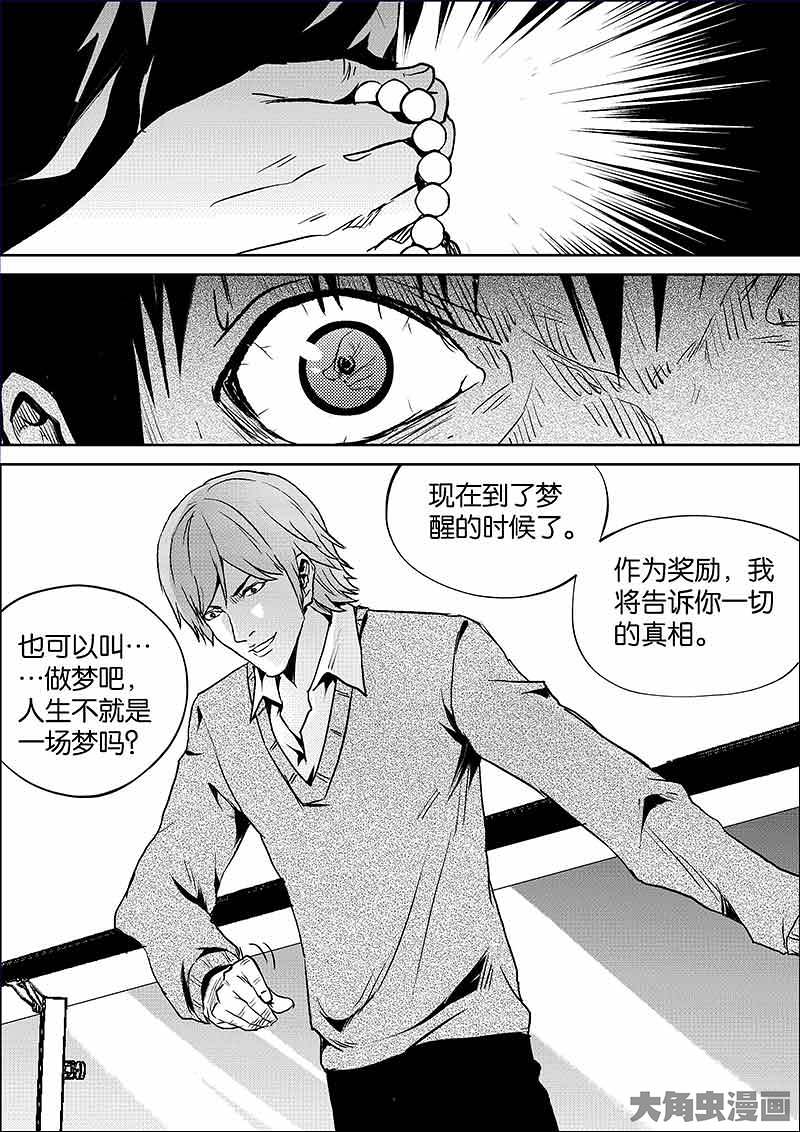 现在到了梦
醒的时候了。
作为奖励，我
将告诉你一切
的真相。
也可以叫…
…做梦吧，
人生不就是
一场梦吗？
大角虫漫画